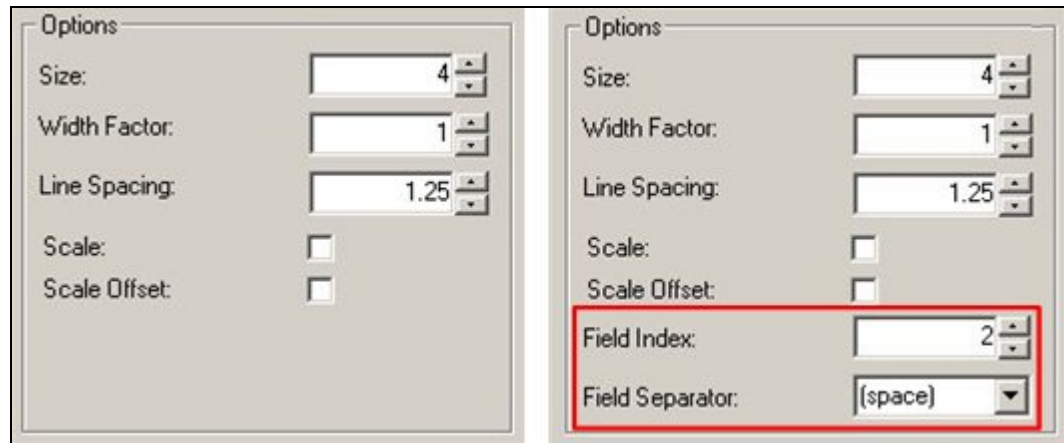 Options
Size: 4
Width Factor: 1
Line Spacing: 1.25
Scale:
Scale Offset:
Options
Size: 4
Width Factor: 1
Line Spacing: 1.25
Scale:
Scale Offset:
Field Index: 2
Field Separator: (space)